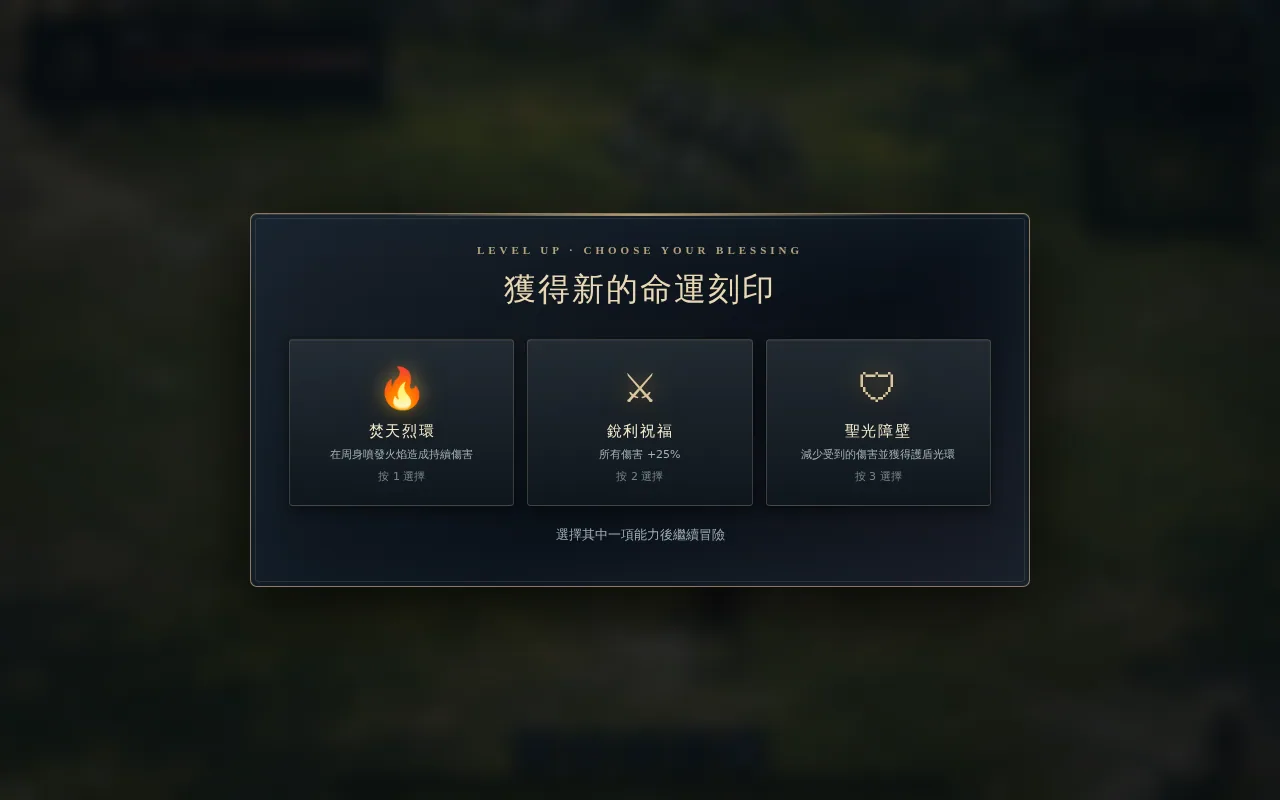 LEVEL UP · CHOOSE YOUR BLESSING
獲得新的命運刻印
焚天烈環
在周身噴發火焰造成持續傷害
按 1 選擇
銳利祝福
所有傷害 +25%
按 2 選擇
聖光障壁
減少受到的傷害並獲得護盾光環
按 3 選擇
選擇其中一項能力後繼續冒險